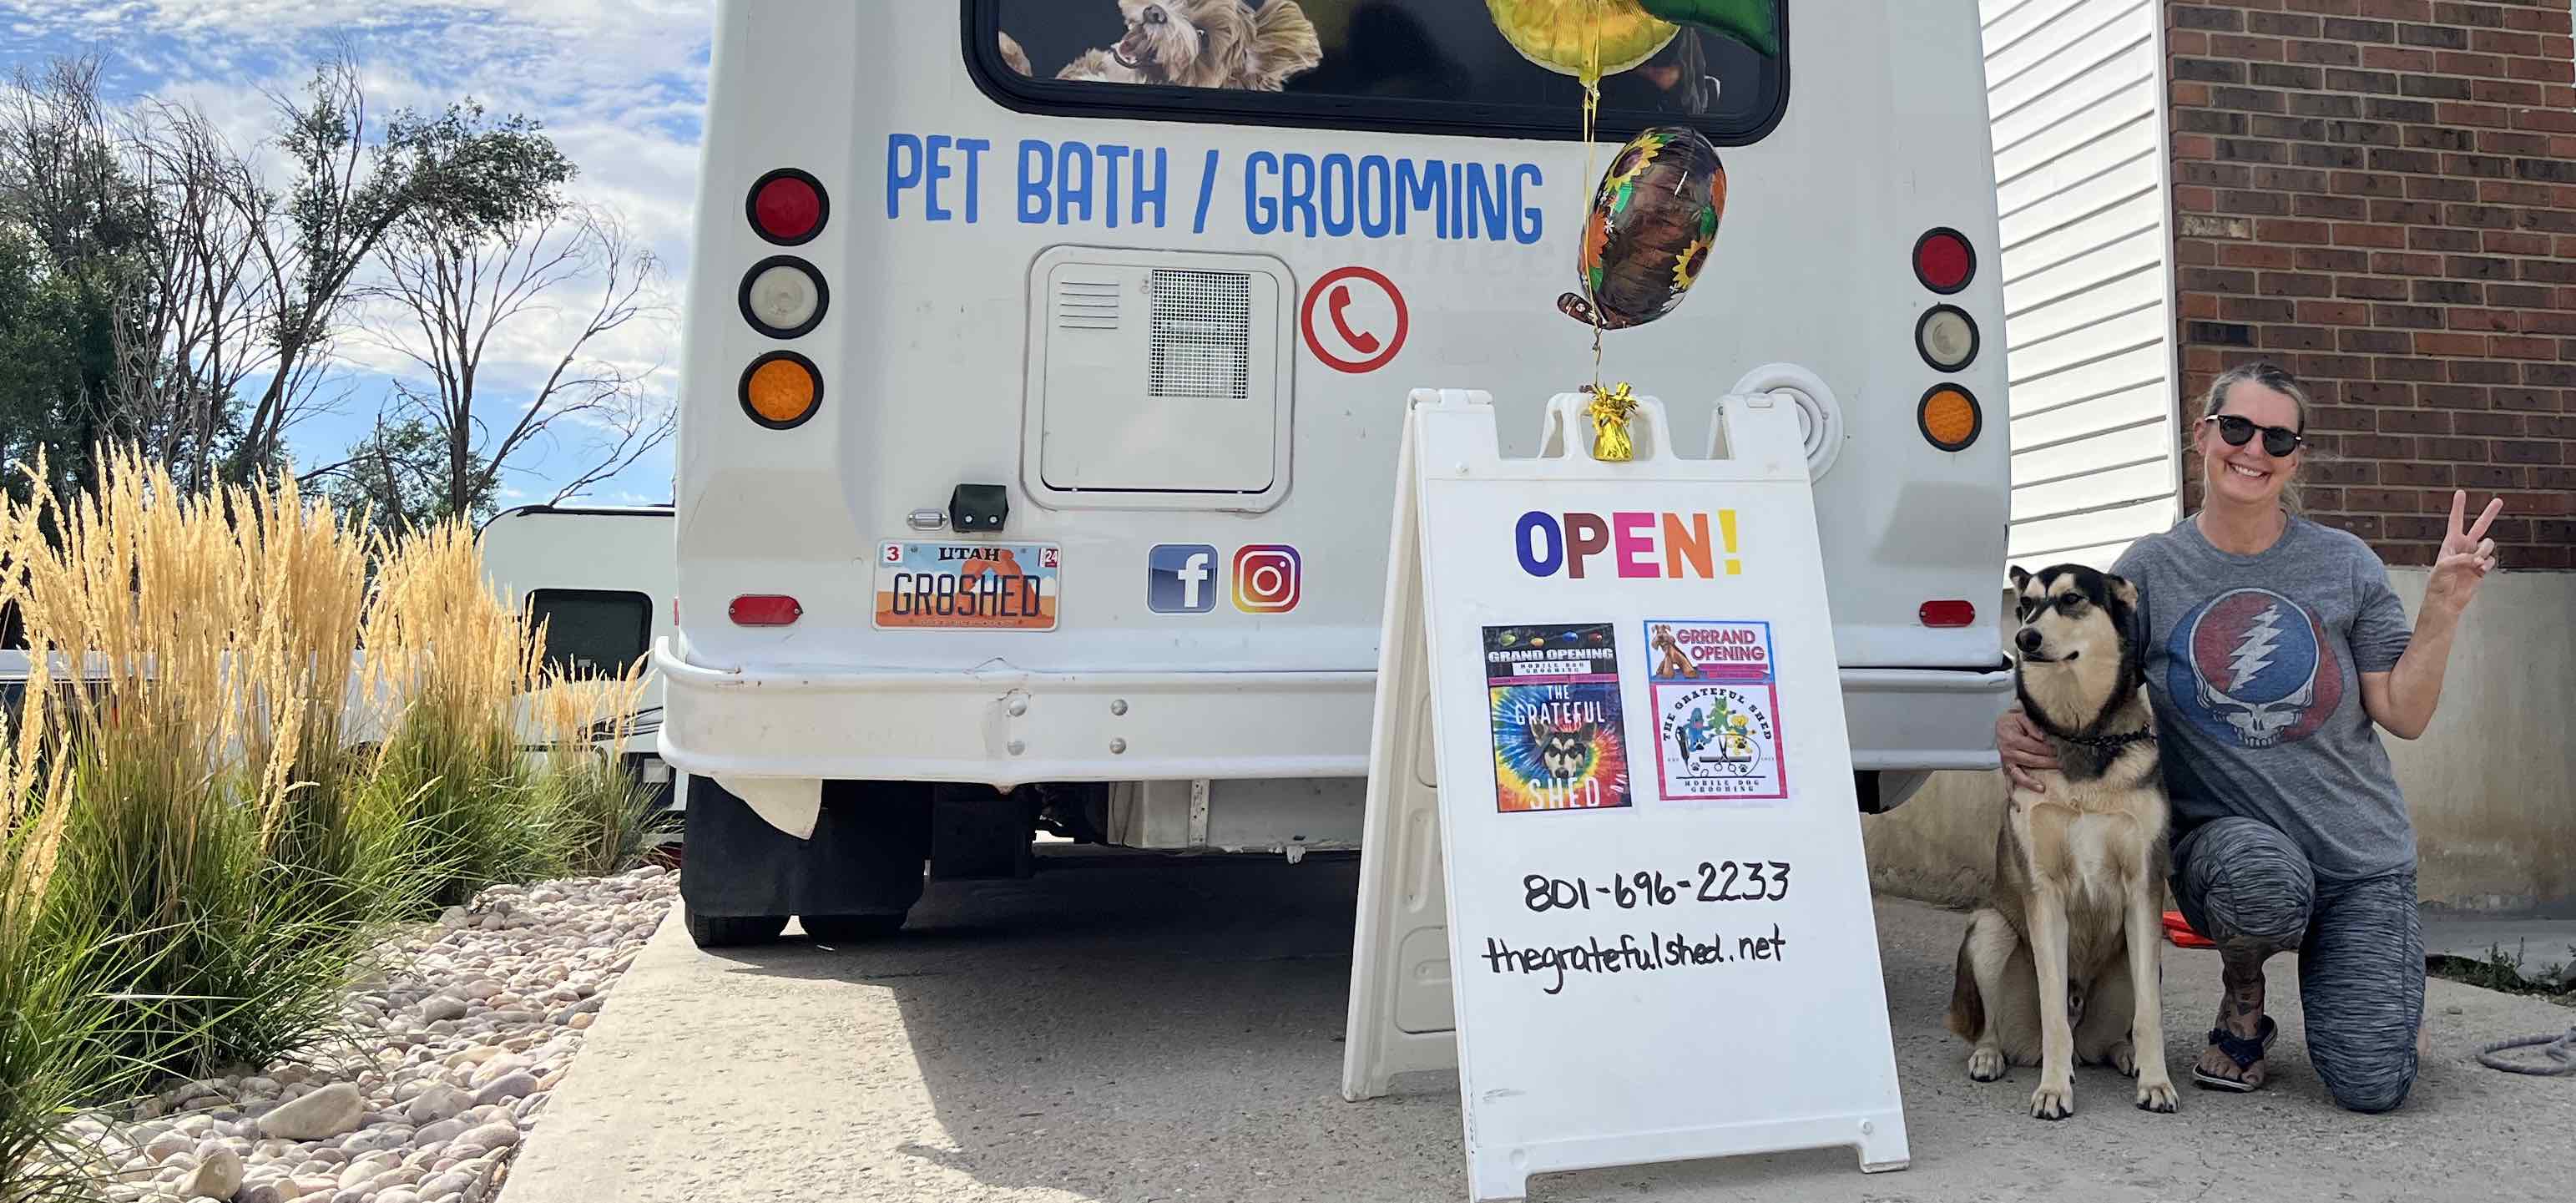 PET BATH / GROOMING
3 UTAH 24
GR8SHED
f
OPEN!
GRAND OPENING
MOBILE DOG
GROOMING
THE
GRATEFUL
SHED
GRRRAND
OPENING
THE GRATEFUL SHED
MOBILE DOG
GROOMING
801-696-2233
thegratefulshed.net